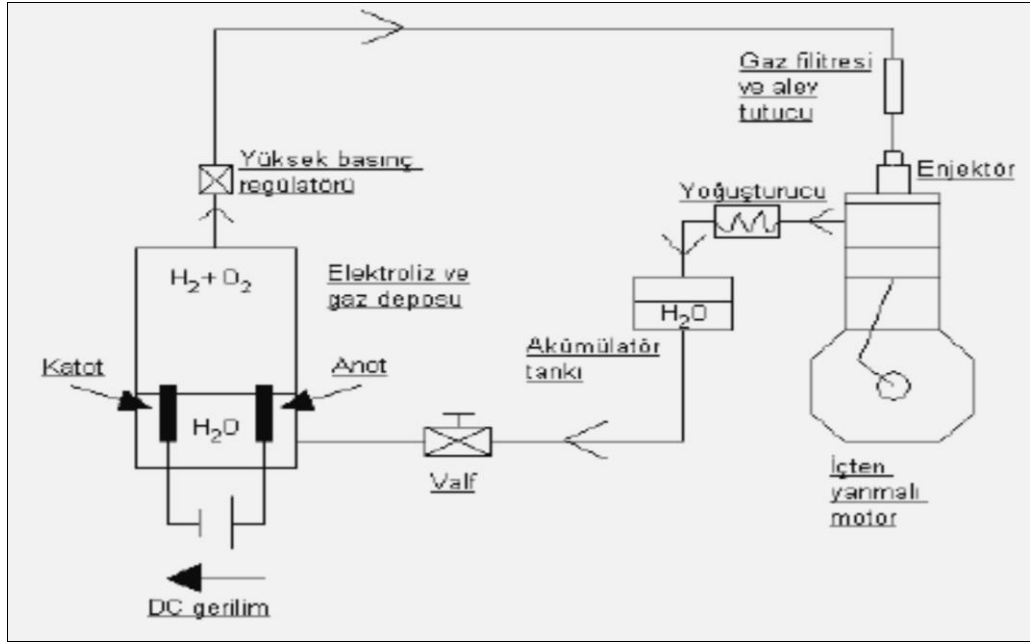 Gaz filitresi
ve alev
tutucu
Yüksek basınç
regülatörü
Enjektör
Yoğuşturucu
H2+O2
Elektroliz ve
gaz deposu
H2O
Akümülatör
tankı
Katot
Anot
H2O
Valf
İçten
yanmalı
motor
DC gerilim